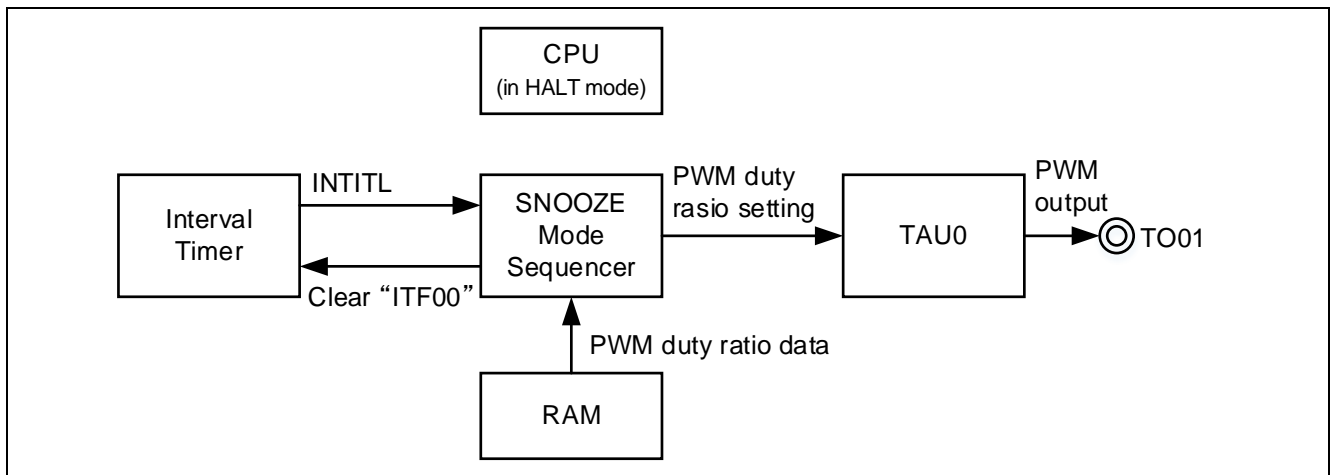 CPU
(in HALT mode)
Interval
Timer
INTITL
Clear “ITF00”
SNOOZE
Mode
Sequencer
PWM duty
rasio setting
TAU0
PWM
output
TO01
PWM duty ratio data
RAM